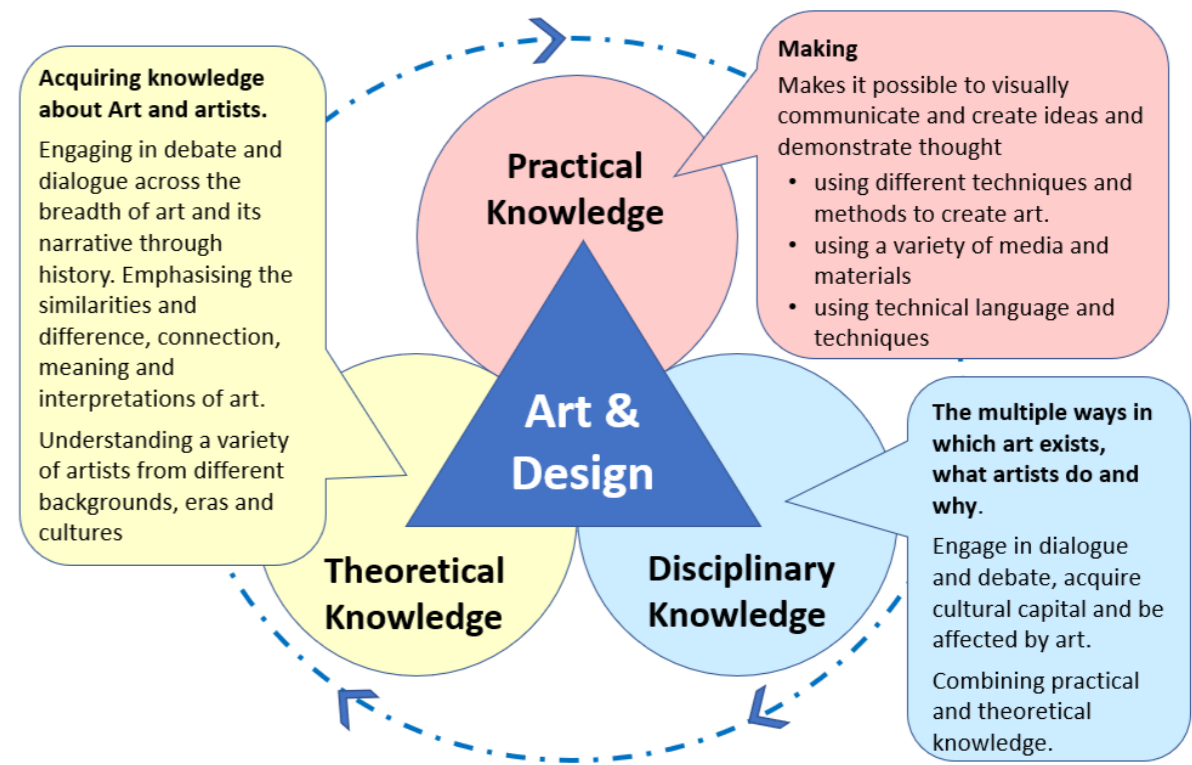 Acquiring knowledge
about Art and artists.
Engaging in debate and
dialogue across the
breadth of art and its
narrative through
history. Emphasising the
similarities and
difference, connection,
meaning and
interpretations of art.
Understanding a variety
of artists from different
backgrounds, eras and
cultures
Practical
Knowledge
Making
Makes it possible to visually
communicate and create ideas and
demonstrate thought
• using different techniques and
methods to create art.
• using a variety of media and
materials
• using technical language and
techniques
Art &
Design
Theoretical
Knowledge
Disciplinary
Knowledge
The multiple ways in
which art exists,
what artists do and
why.
Engage in dialogue
and debate, acquire
cultural capital and be
affected by art.
Combining practical
and theoretical
knowledge.